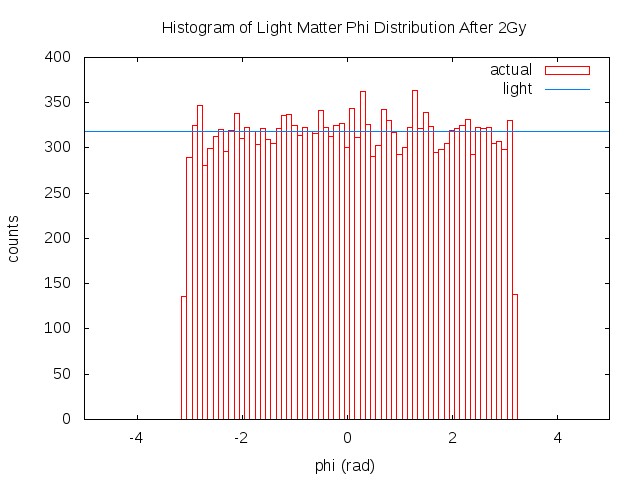 Histogram of Light Matter Phi Distribution After 2Gy
400
350
300
250
200
150
100
50
0
counts
actual
light
-4
-2
0
2
4
phi (rad)